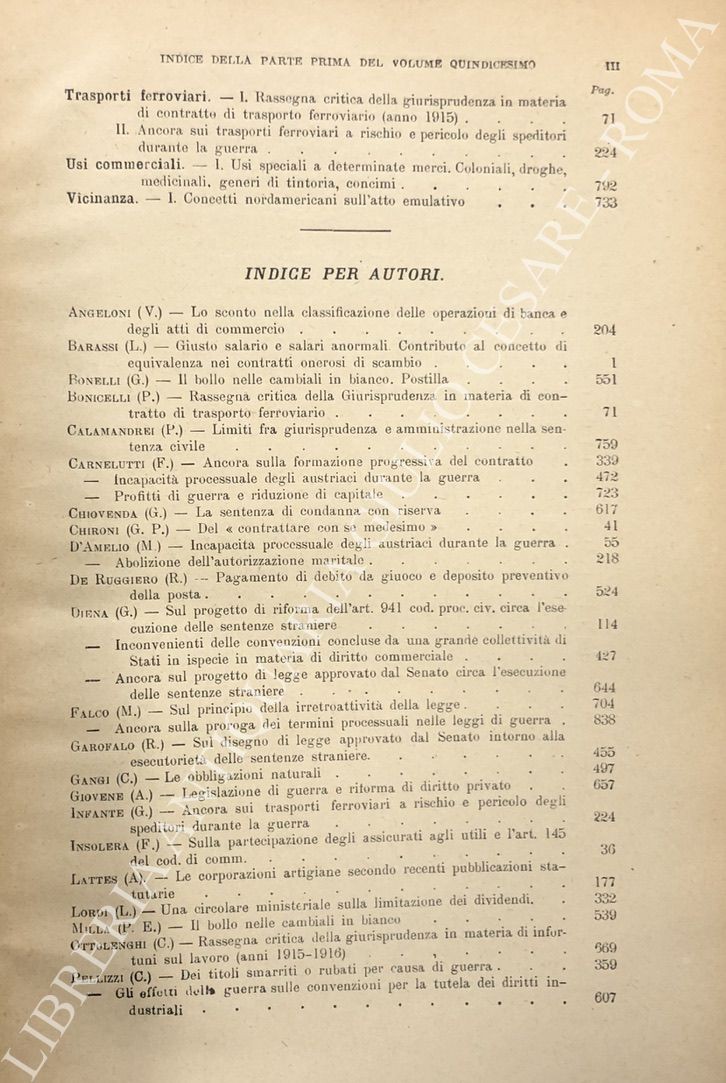 INDICE DELLA PARTE PRIMA DEL VOLUME QUINDICESIMO III
Pag.
Trasporti ferroviari. — I. Rassegna critica della giurisprudenza in materia
di contratto di trasporto ferroviario (anno 1915) . . . . 71
II. Ancora sui trasporti ferroviari a rischio e pericolo degli speditori
durante la guerra . . . . . . . . . . 224
Usi commerciali. — I. Usi speciali a determinate merci. Coloniali, droghe,
medicinali, generi di tintoria, concimi . . . . . . 792
Vicinanza. — I. Concetti nordamericani sull'atto emulativo . . . 733
INDICE PER AUTORI.
ANGELONI (V.) — Lo sconto nella classificazione delle operazioni di banca e
degli atti di commercio . . . . . . . . . 204
BARASSI (L.) — Giusto salario e salari anormali. Contributo al concetto di
equivalenza nei contratti onerosi di scambio . . . . . 1
BONELLI (G.) — Il bollo nelle cambiali in bianco. Postilla . . . . 551
BONICELLI (P.) — Rassegna critica della Giurisprudenza in materia di con-
tratto di trasporto ferroviario . . . . . . . . 71
CALAMANDREI (P.) — Limiti fra giurisprudenza e amministrazione nella sen-
tenza civile . . . . . . . . . . . 759
CARNELUTTI (F.) — Ancora sulla formazione progressiva del contratto . 339
— Incapacità processuale degli austriaci durante la guerra . . . 472
— Profitti di guerra e riduzione di capitale . . . . . . 723
CHIOVENDA (G.) — La sentenza di condanna con riserva . . . . 617
CHIRONI (G. P.) — Del « contrattare con se medesimo » . . . . 41
D'AMELIO (M.) — Incapacità processuale degli austriaci durante la guerra . 55
— Abolizione dell'autorizzazione maritale . . . . . . . 218
DE RUGGIERO (R.) — Pagamento di debito da giuoco e deposito preventivo
della posta . . . . . . . . . . . 524
DIENA (G.) — Sul progetto di riforma dell'art. 941 cod. proc. civ. circa l'ese-
cuzione delle sentenze straniere . . . . . . . 114
— Inconvenienti delle convenzioni concluse da una grande collettività di
Stati in ispecie in materia di diritto commerciale . . . . 427
— Ancora sul progetto di legge approvato dal Senato circa l'esecuzione
delle sentenze straniere . . . . . . . . . 644
FALCO (M.) — Sul principio della irretroattività della legge . . . . 704
— Ancora sulla proroga dei termini processuali nelle leggi di guerra . 838
GAROFALO (R.) — Sul disegno di legge approvato dal Senato intorno alla
esecutorietà delle sentenze straniere. . . . . . . 455
GANGI (C.) — Le obbligazioni naturali . . . . . . . . 497
GIOVENE (A.) — Legislazione di guerra e riforma di diritto privato . . 657
INFANTE (G.) — Ancora sui trasporti ferroviari a rischio e pericolo degli
speditori durante la guerra . . . . . . . . 224
INSOLERA (F.) — Sulla partecipazione degli assicurati agli utili e l'art. 145
del cod. di comm. . . . . . . . . . . 36
LATTES (A). — Le corporazioni artigiane secondo recenti pubblicazioni sta-
tutarie . . . . . . . . . . . . 177
LORDI (L.) — Una circolare ministeriale sulla limitazione dei dividendi. . 332
MILLA (P. E.) — Il bollo nelle cambiali in bianco . . . . . 539
OTTOLENGHI (C.) — Rassegna critica della giurisprudenza in materia di infor-
tuni sul lavoro (anni 1915-1916) . . . . . . . 669
PELLIZZI (C.) — Dei titoli smarriti o rubati per causa di guerra . . . 359
— Gli effetti della guerra sulle convenzioni per la tutela dei diritti in-
dustriali . . . . . . . . . . . . 607
LIBRERIA ANTIQUARIA GIULIO CESARE - ROMA